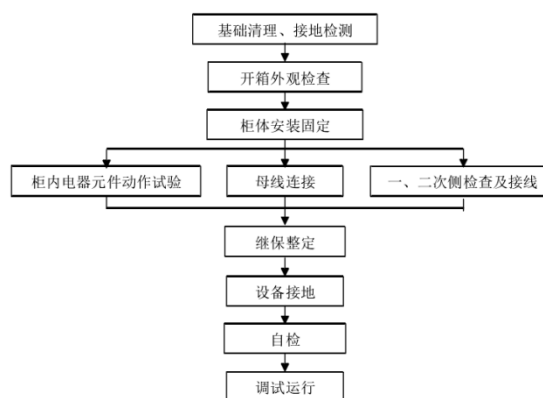 基础清理、接地检测
开箱外观检查
柜体安装固定
柜内电器元件动作试验
母线连接
一、二次侧检查及接线
继保整定
设备接地
自检
调试运行